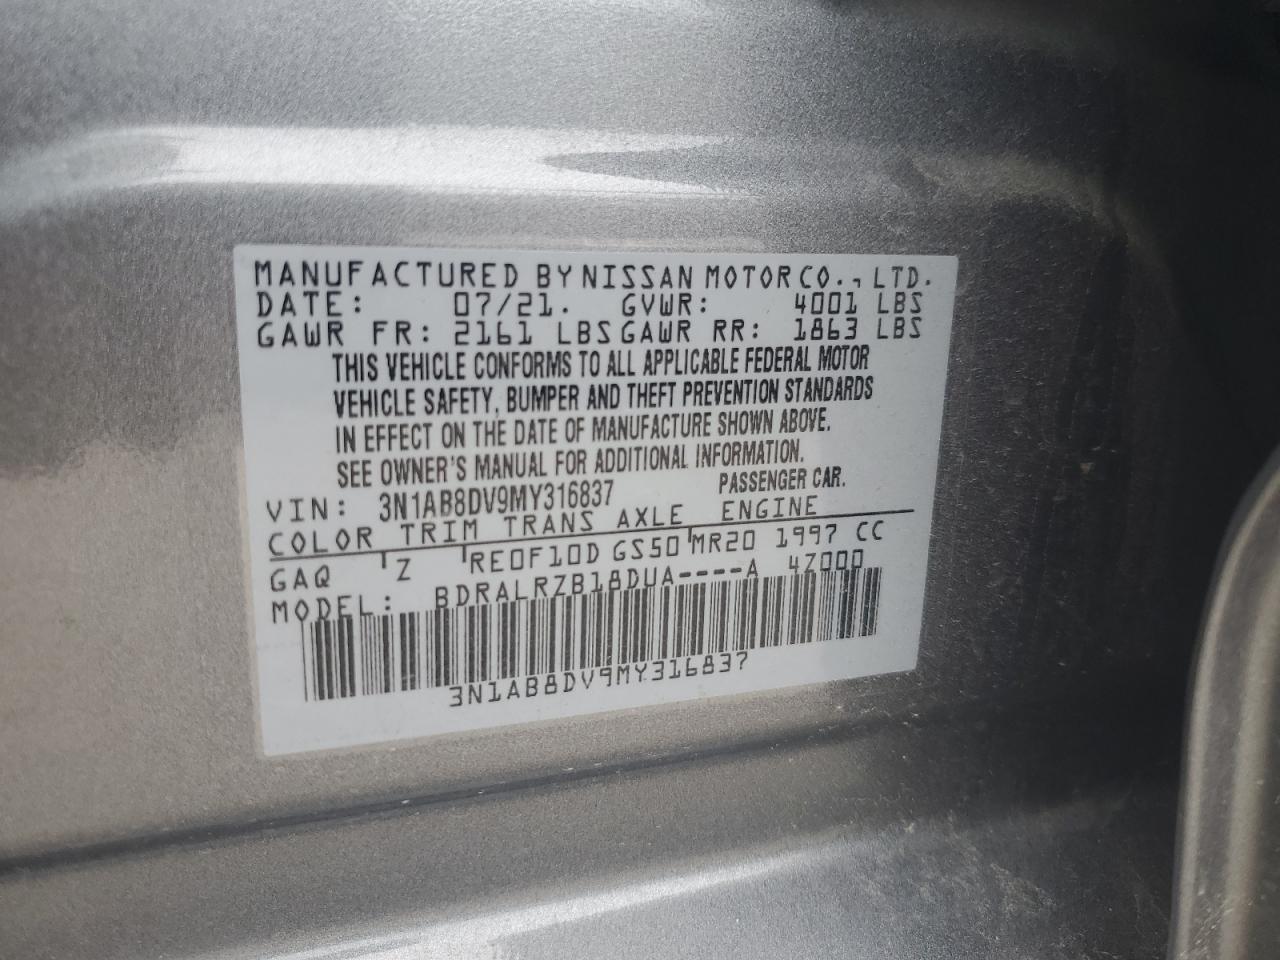 MANUFACTURED BY NISSAN MOTOR CO., LTD.
DATE: 07/21. GVWR: 4001 LBS
GAWR FR: 2161 LBS GAWR RR: 1863 LBS
THIS VEHICLE CONFORMS TO ALL APPLICABLE FEDERAL MOTOR
VEHICLE SAFETY, BUMPER AND THEFT PREVENTION STANDARDS
IN EFFECT ON THE DATE OF MANUFACTURE SHOWN ABOVE.
SEE OWNER'S MANUAL FOR ADDITIONAL INFORMATION.
VIN: 3N1AB8DV9MY316837 PASSENGER CAR.
COLOR TRIM TRANS AXLE ENGINE
GAQ Z RE0F10D GS50 MR20 1997 CC
MODEL: BDRALRZB18DUA----A 4Z000
3N1AB8DV9MY316837